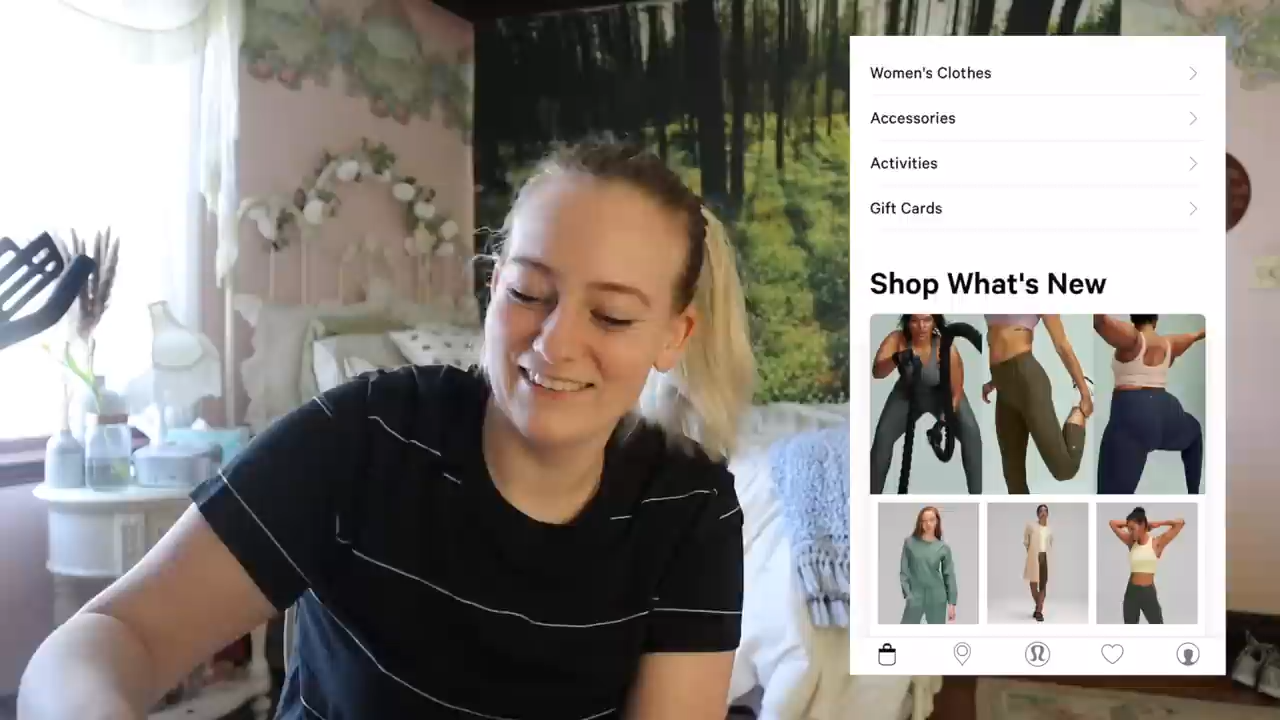 Women's Clothes
Accessories
Activities
Gift Cards
Shop What's New